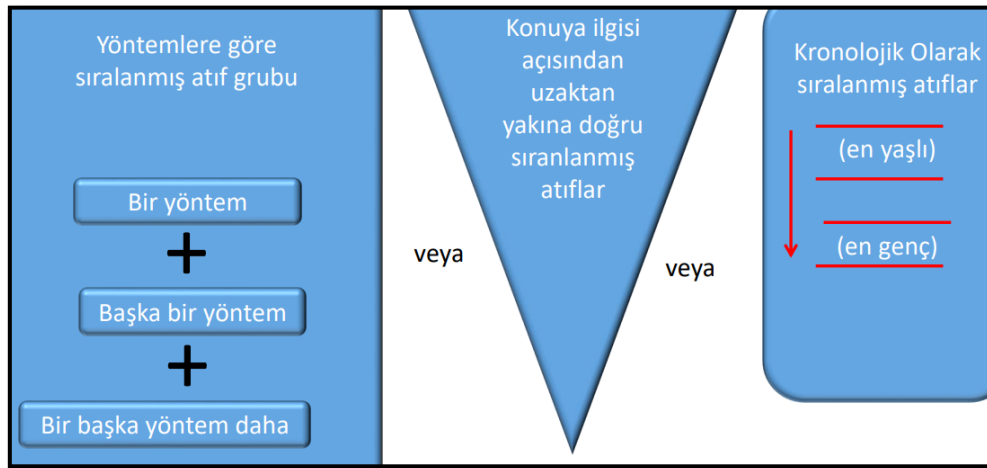 Yöntemlere göre
sıralanmış atıf grubu
Bir yöntem
+
Başka bir yöntem
+
Bir başka yöntem daha
veya
Konuya ilgisi
açısından
uzaktan
yakına doğru
sıranlanmış
atıflar
veya
Kronolojik Olarak
sıralanmış atıflar
(en yaşlı)
(en genç)